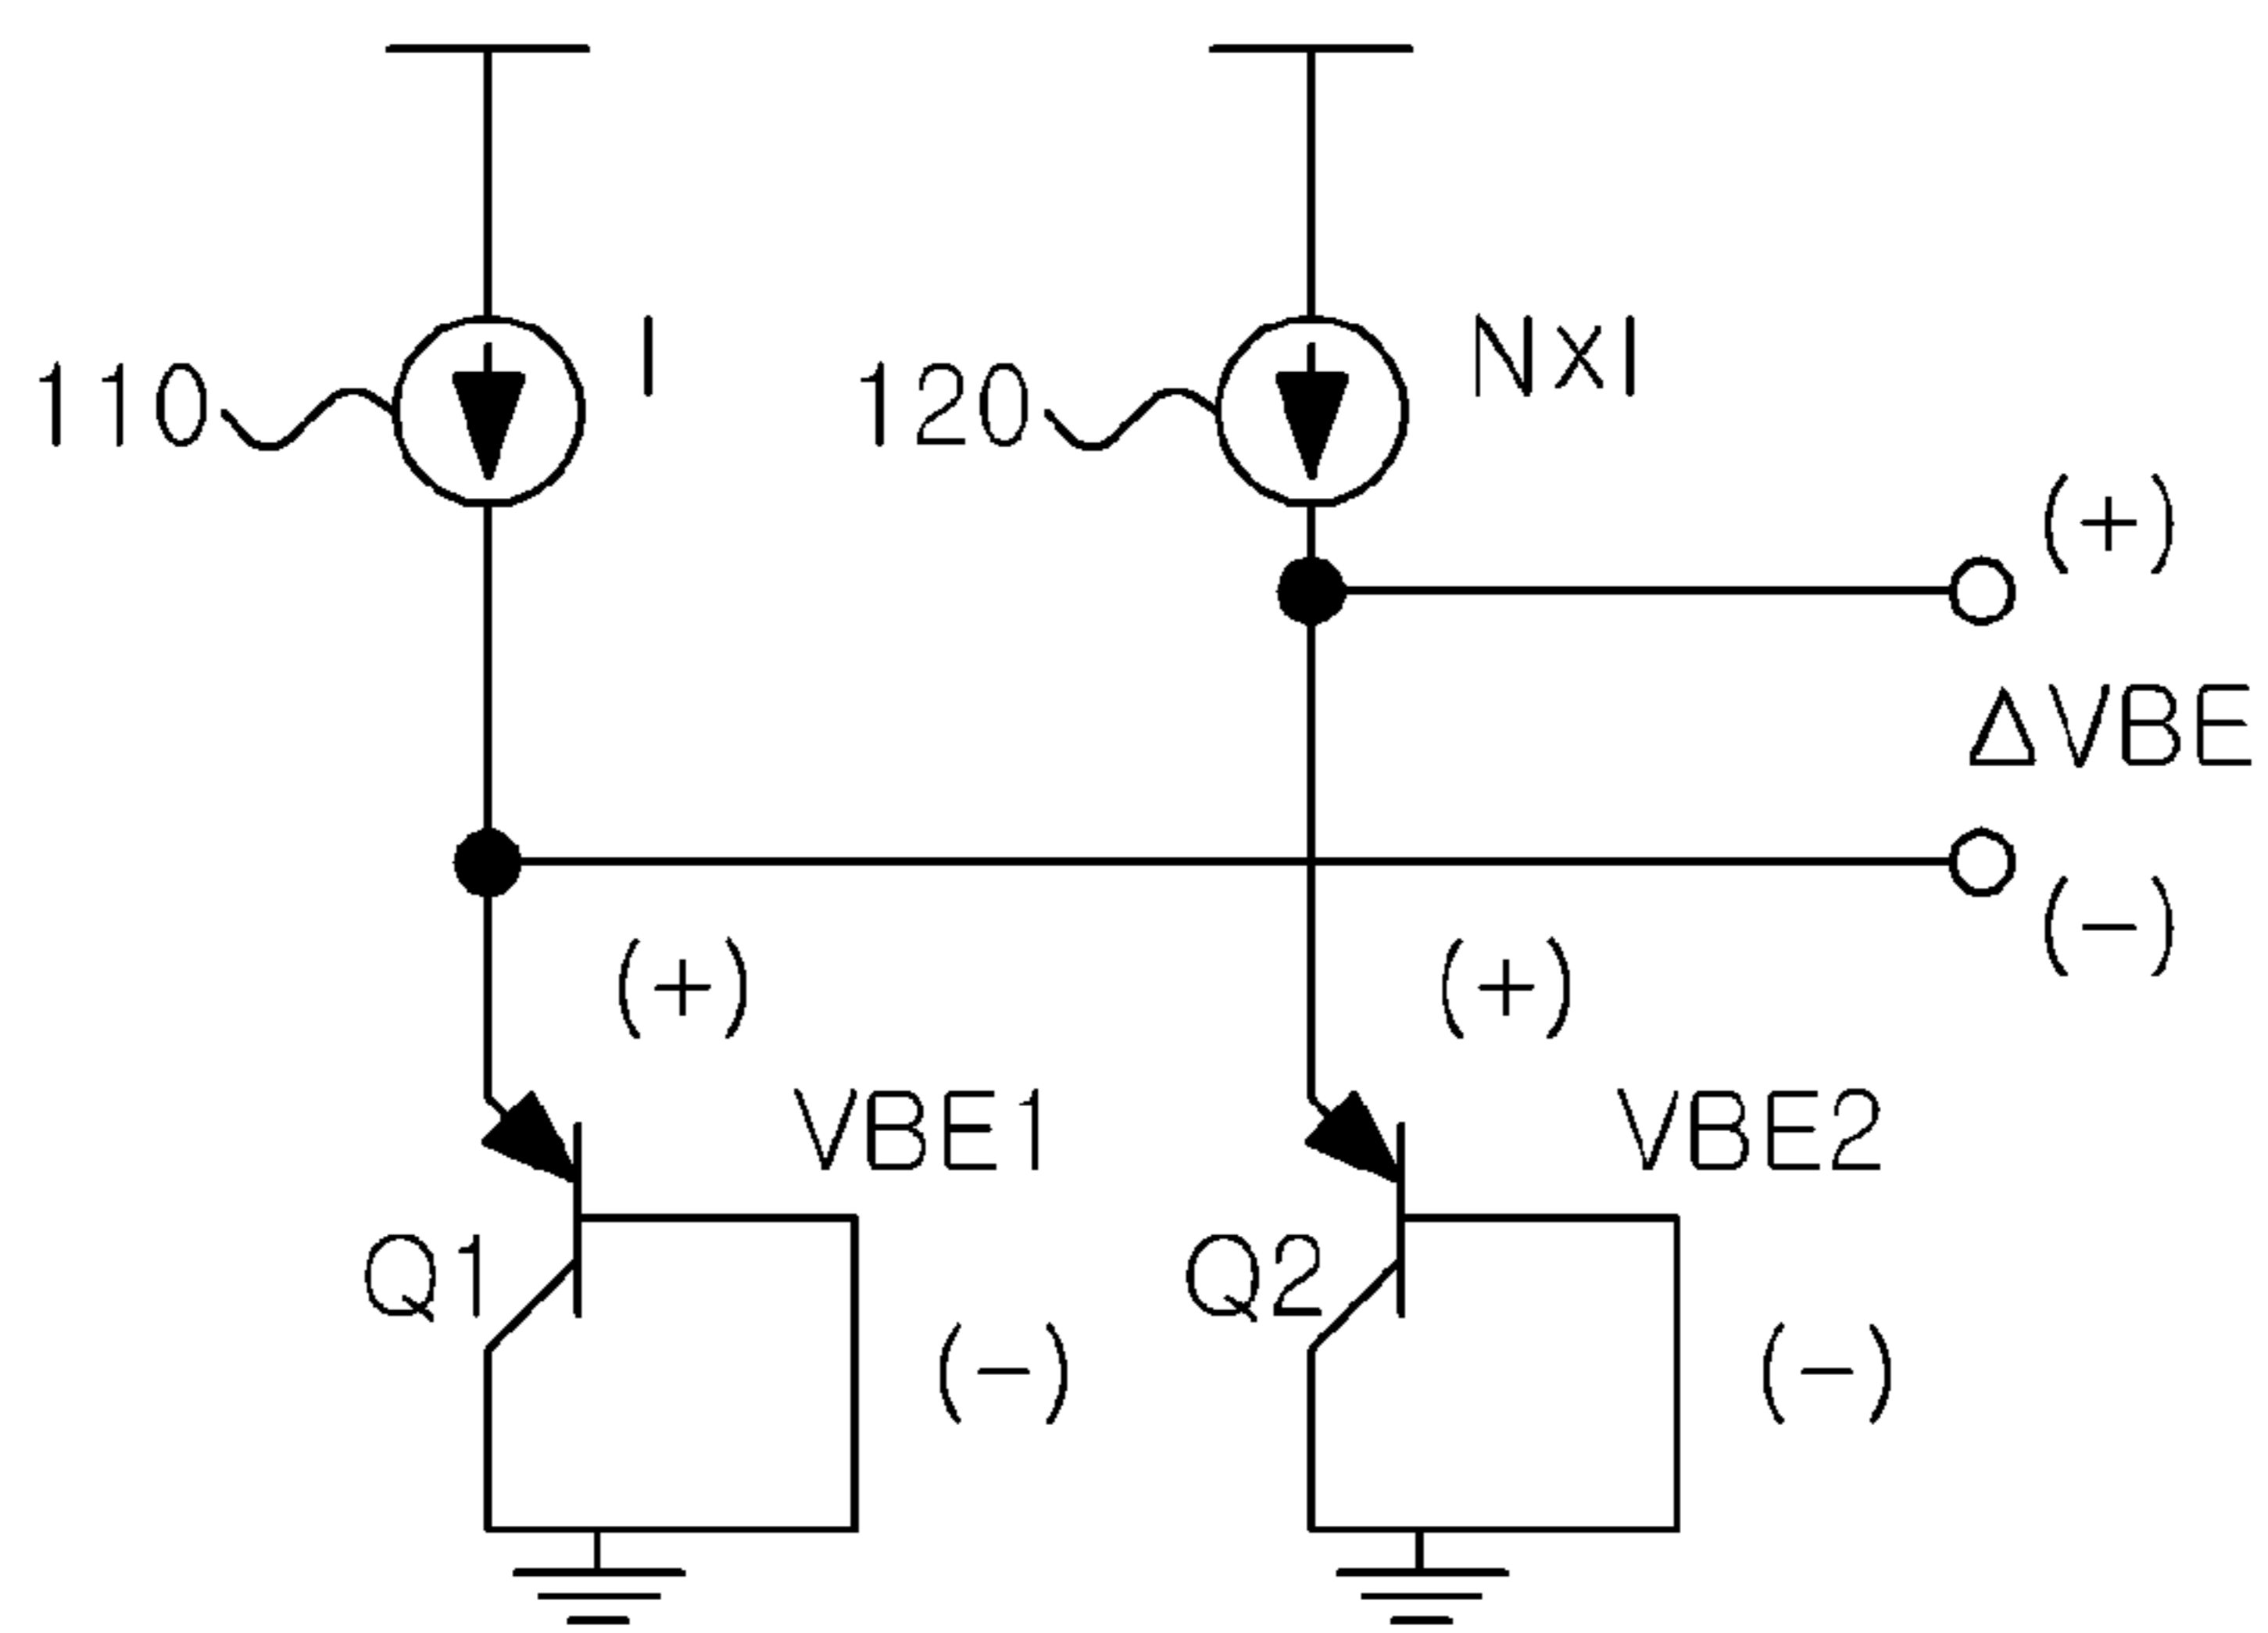 110
I
120
NxI
(+)
ΔVBE
(-)
(+)
(+)
VBE1
VBE2
Q1
Q2
(-)
(-)